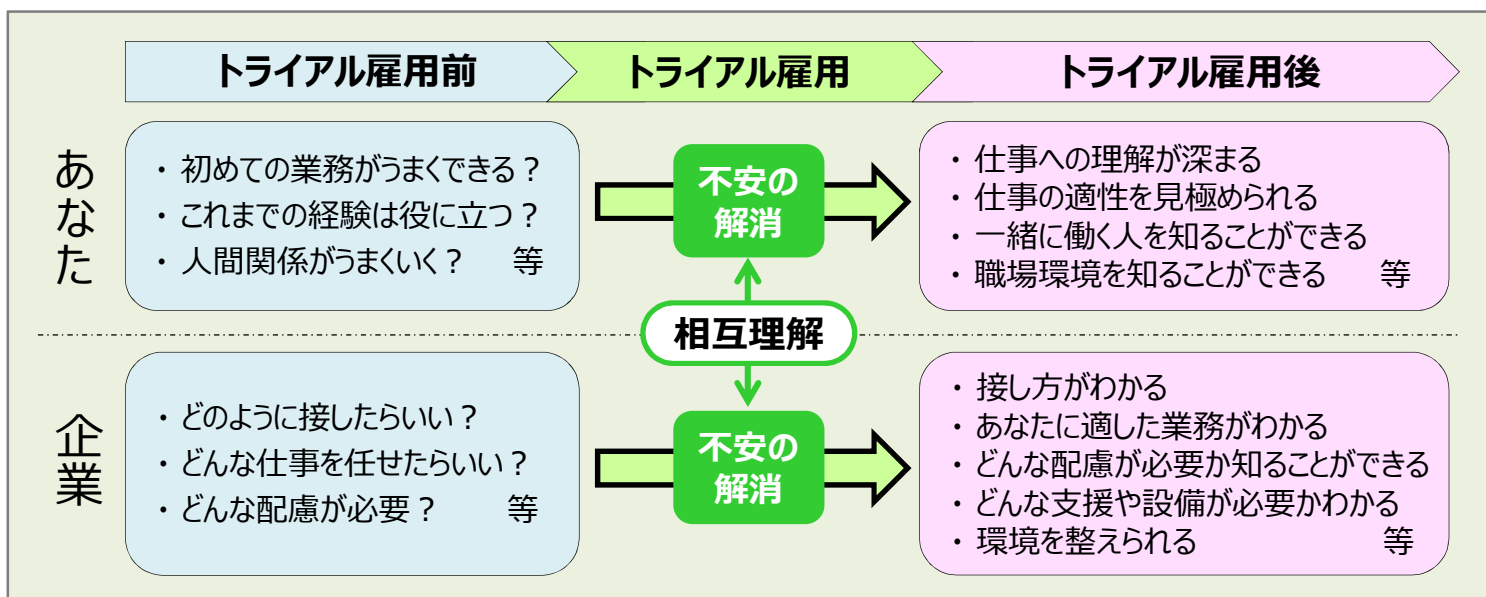 トライアル雇用前
トライアル雇用
トライアル雇用後
あなた
・ 初めての業務がうまくできる？
・ これまでの経験は役に立つ？
・ 人間関係がうまくいく？　等
不安の
解消
・ 仕事への理解が深まる
・ 仕事の適性を見極められる
・ 一緒に働く人を知ることができる
・ 職場環境を知ることができる　等
相互理解
企業
・ どのように接したらいい？
・ どんな仕事を任せたらいい？
・ どんな配慮が必要？　等
不安の
解消
・ 接し方がわかる
・ あなたに適した業務がわかる
・ どんな配慮が必要か知ることができる
・ どんな支援や設備が必要かわかる
・ 環境を整えられる　等